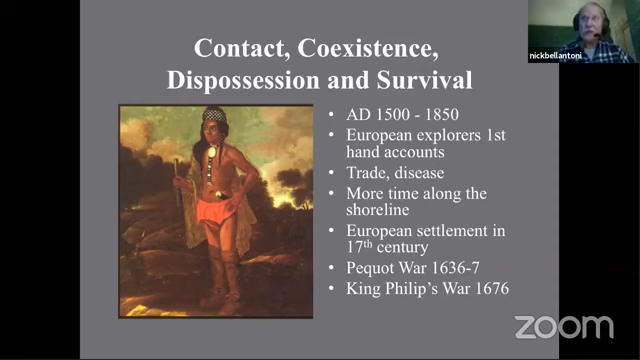 nickbellantoni
Contact, Coexistence,
Dispossession and Survival
• AD 1500 - 1850
• European explorers 1st
hand accounts
• Trade, disease
• More time along the
shoreline
• European settlement in
17th century
• Pequot War 1636-7
• King Philip's War 1676
zoom